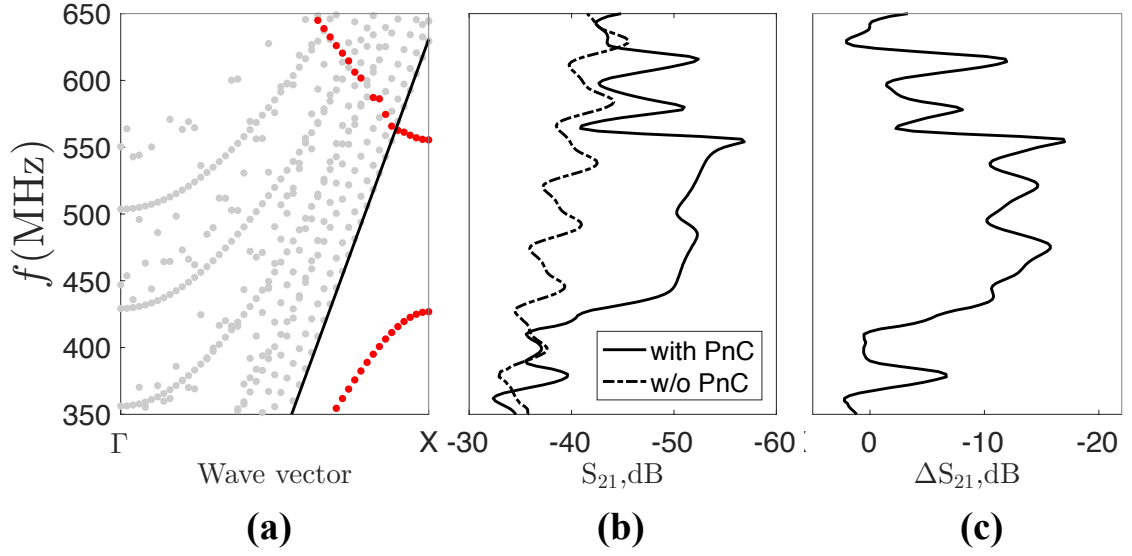 650
600
550
500
450
400
350
f(MHz)
Γ
X
Wave vector
(a)
with PnC
w/o PnC
-30
-40
-50
-60
S21,dB
(b)
0
-10
-20
ΔS21,dB
(c)